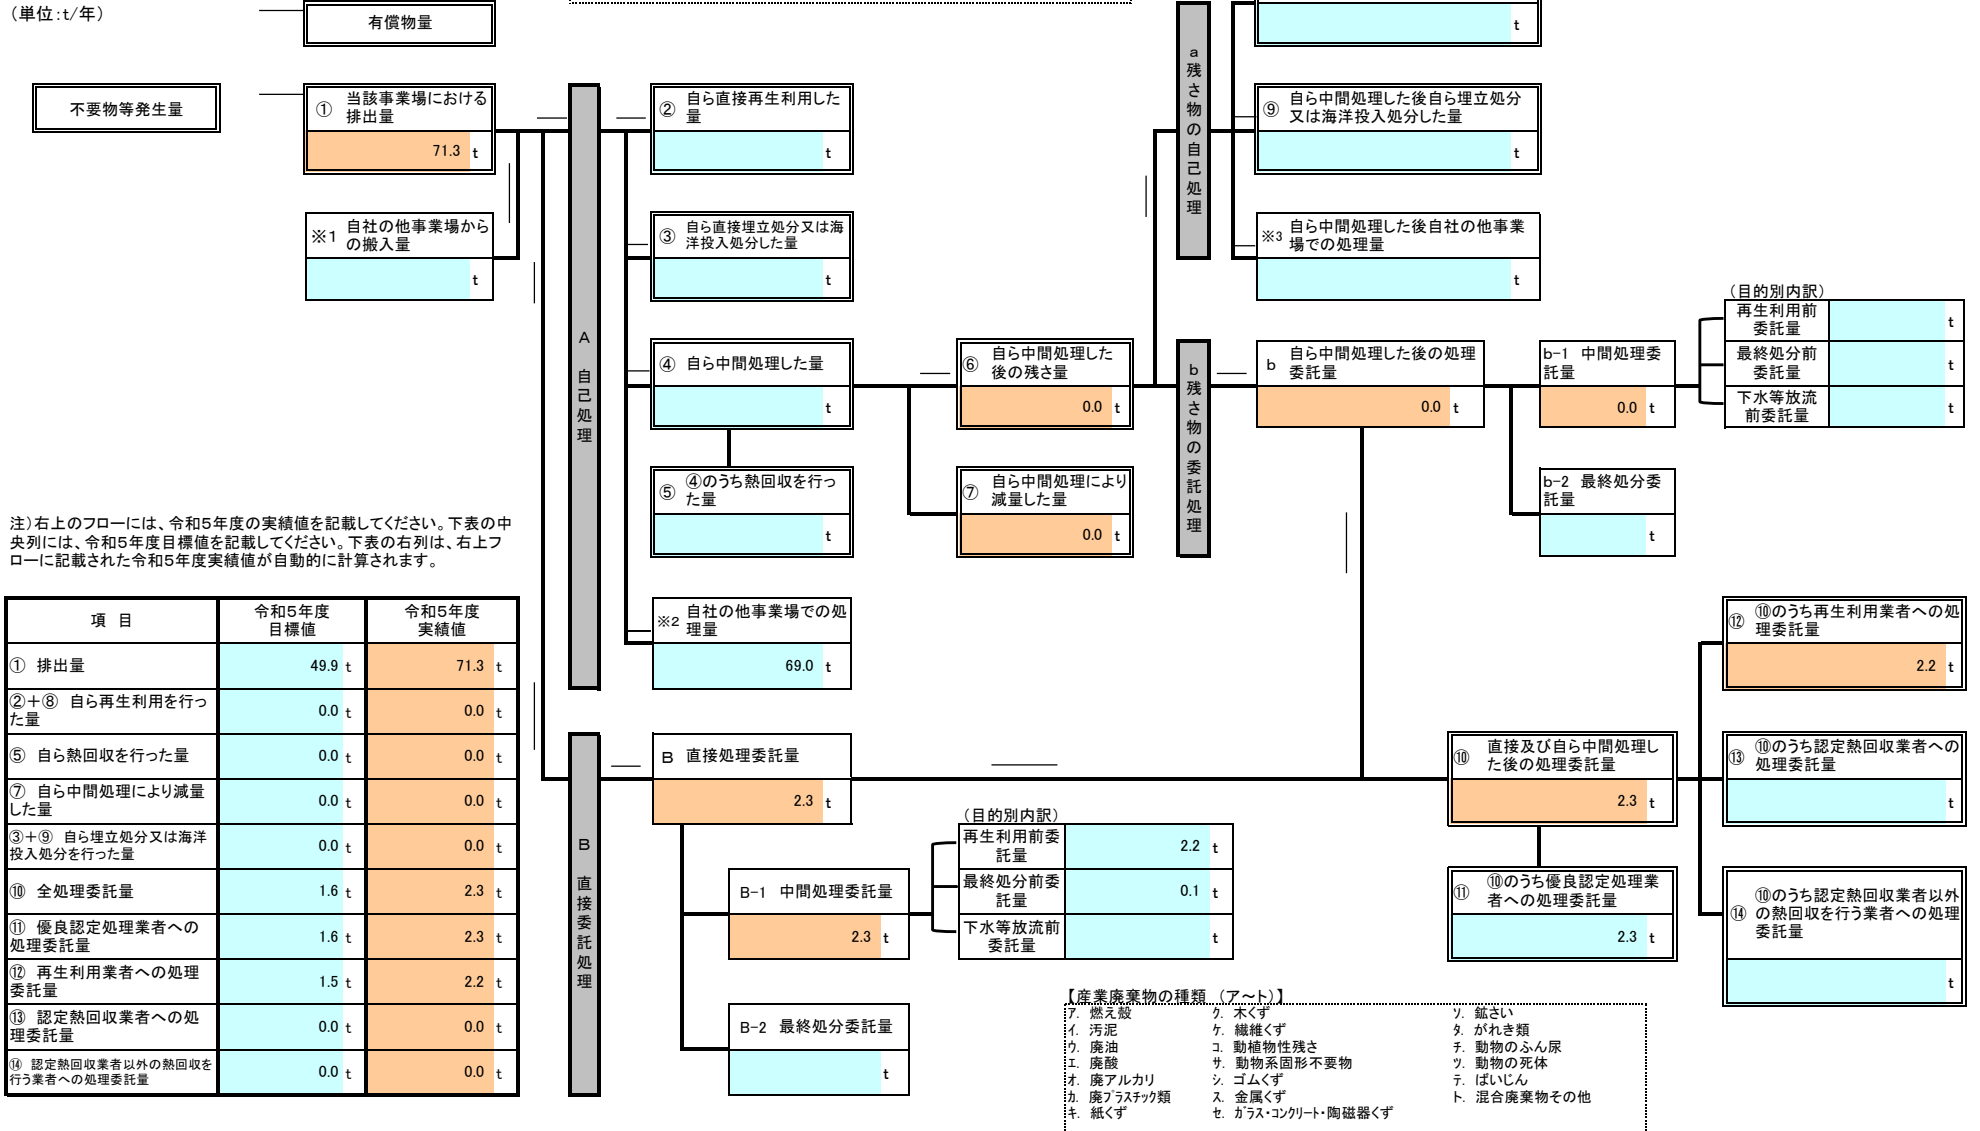 （単位：t/年）
有償物量
t
不要物等発生量
① 当該事業場における
排出量
71.3 t
※1 自社の他事業場から
の搬入量
t
A 自己処理
② 自ら直接再生利用した
量
t
③ 自ら直接埋立処分又は海
洋投入処分した量
t
④ 自ら中間処理した量
t
⑤ ④のうち熱回収を行っ
た量
t
※2 自社の他事業場での処
理量
69.0 t
⑥ 自ら中間処理した
後の残さ量
0.0 t
⑦ 自ら中間処理により
減量した量
0.0 t
a 残さ物の自己処理
⑨ 自ら中間処理した後自ら埋立処分
又は海洋投入処分した量
t
※3 自ら中間処理した後自社の他事業
場での処理量
t
b 残さ物の委託処理
b 自ら中間処理した後の処理
委託量
0.0 t
b-1 中間処理委
託量
0.0 t
b-2 最終処分委
託量
t
（目的別内訳）
再生利用前
委託量
t
最終処分前
委託量
t
下水等放流
前委託量
t
注）右上のフローには、令和５年度の実績値を記載してください。下表の中
央列には、令和５年度目標値を記載してください。下表の右列は、右上フ
ローに記載された令和５年度実績値が自動的に計算されます。
項 目
令和5年度
目標値
令和5年度
実績値
① 排出量 49.9 t 71.3 t
②＋⑧ 自ら再生利用を行っ
た量 0.0 t 0.0 t
⑤ 自ら熱回収を行った量 0.0 t 0.0 t
⑦ 自ら中間処理により減量
した量 0.0 t 0.0 t
③＋⑨ 自ら埋立処分又は海洋
投入処分を行った量 0.0 t 0.0 t
⑩ 全処理委託量 1.6 t 2.3 t
⑪ 優良認定処理業者への
処理委託量 1.6 t 2.3 t
⑫ 再生利用業者への処理
委託量 1.5 t 2.2 t
⑬ 認定熱回収業者への処
理委託量 0.0 t 0.0 t
⑭ 認定熱回収業者以外の熱回収を
行う業者への処理委託量 0.0 t 0.0 t
B 直接委託処理
B 直接処理委託量
2.3 t
B-1 中間処理委託量
2.3 t
B-2 最終処分委託量
t
（目的別内訳）
再生利用前委
託量
2.2 t
最終処分前委
託量
0.1 t
下水等放流前
委託量
t
⑩ 直接及び自ら中間処理し
た後の処理委託量
2.3 t
⑪ ⑩のうち優良認定処理業
者への処理委託量
2.3 t
⑫ ⑩のうち再生利用業者への処
理委託量
2.2 t
⑬ ⑩のうち認定熱回収業者への
処理委託量
t
⑭ ⑩のうち認定熱回収業者以外
の熱回収を行う業者への処理
委託量
t
【産業廃棄物の種類 （ア～ト）】
ｱ. 燃え殻 ｸ. 木くず ｿ. 鉱さい
ｲ. 汚泥 ｹ. 繊維くず ﾀ. がれき類
ｳ. 廃油 ｺ. 動植物性残さ ﾁ. 動物のふん尿
ｴ. 廃酸 ｻ. 動物系固形不要物 ﾂ. 動物の死体
ｵ. 廃アルカリ ｼ. ゴムくず ﾃ. ばいじん
ｶ. 廃ﾌﾟﾗｽﾁｯｸ類 ｽ. 金属くず ﾄ. 混合廃棄物その他
ｷ. 紙くず ｾ. ｶﾞﾗｽ・ｺﾝｸﾘｰﾄ・陶磁器くず